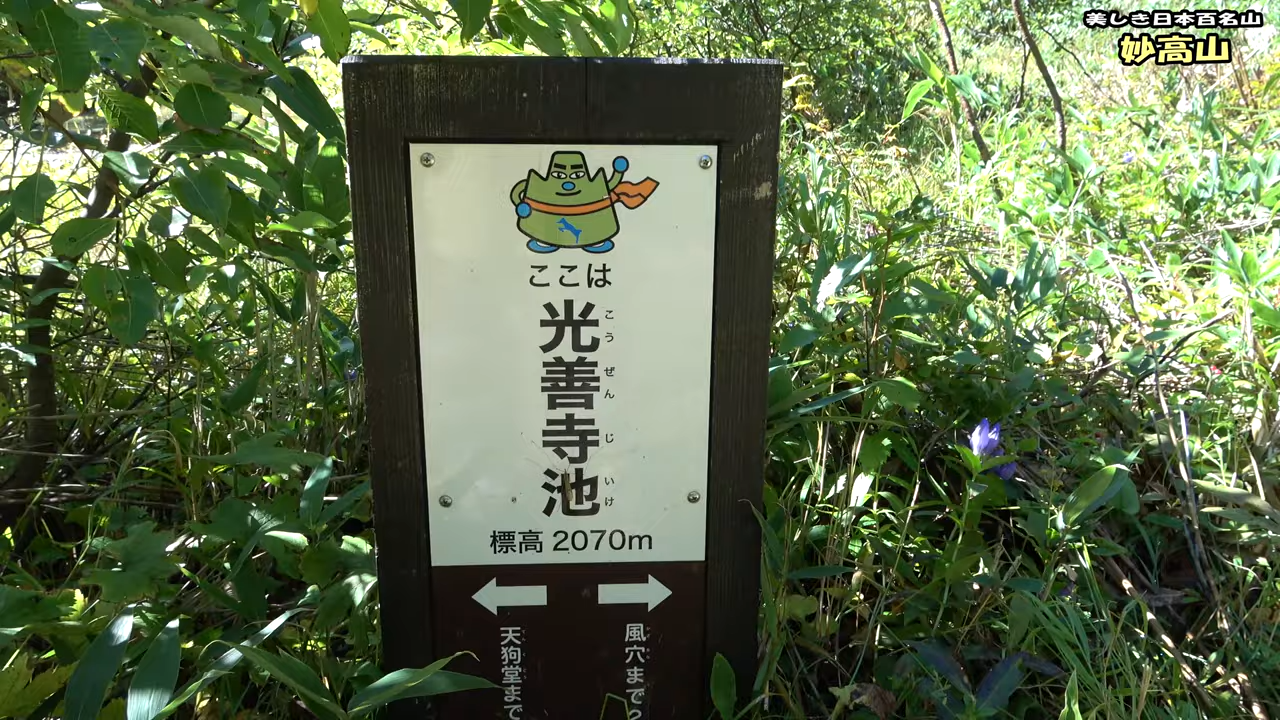 美しき日本百名山
妙高山
ここは
光善寺池
こうぜんじいけ
標高 2070m
天狗堂まで
風穴まで